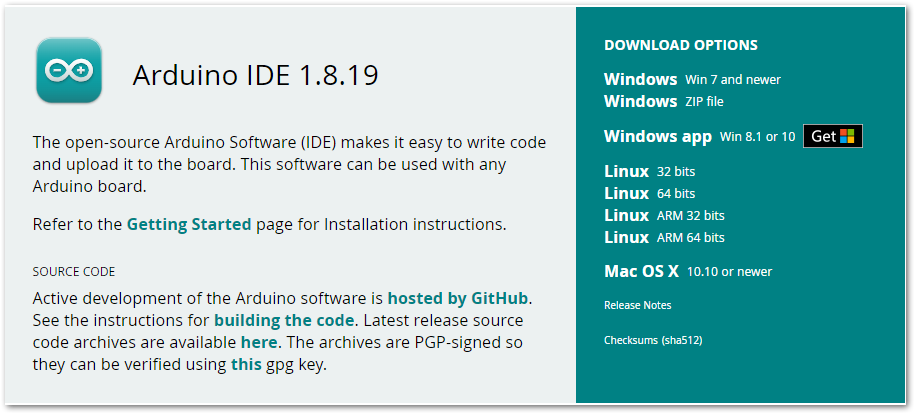 Arduino IDE 1.8.19
The open-source Arduino Software (IDE) makes it easy to write code
and upload it to the board. This software can be used with any
Arduino board.
Refer to the Getting Started page for Installation instructions.
SOURCE CODE
Active development of the Arduino software is hosted by GitHub.
See the instructions for building the code. Latest release source
code archives are available here. The archives are PGP-signed so
they can be verified using this gpg key.
DOWNLOAD OPTIONS
Windows Win 7 and newer
Windows ZIP file
Windows app Win 8.1 or 10 Get
Linux 32 bits
Linux 64 bits
Linux ARM 32 bits
Linux ARM 64 bits
Mac OS X 10.10 or newer
Release Notes
Checksums (sha512)